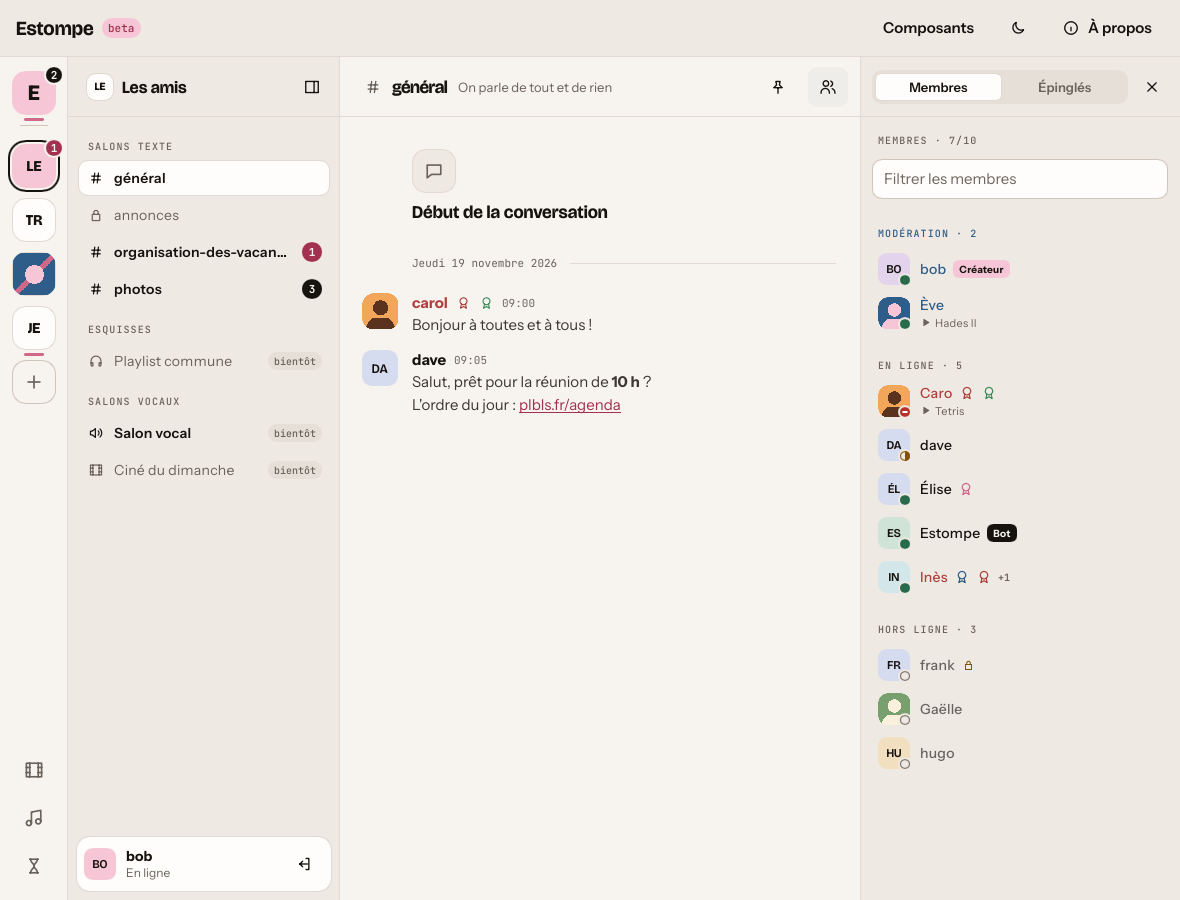 Estompe beta
Composants
À propos
E 2
LE 1
TR
JE
LE Les amis
SALONS TEXTE
# général
annonces
# organisation-des-vacan... 1
# photos 3
ESQUISSES
Playlist commune bientôt
SALONS VOCAUX
Salon vocal bientôt
Ciné du dimanche bientôt
BO bob
En ligne
# général On parle de tout et de rien
Début de la conversation
Jeudi 19 novembre 2026
carol 09:00
Bonjour à toutes et à tous !
DA dave 09:05
Salut, prêt pour la réunion de 10 h ?
L'ordre du jour : plbls.fr/agenda
Membres Épinglés
MEMBRES · 7/10
Filtrer les membres
MODÉRATION · 2
BO bob Créateur
Ève
Hades II
EN LIGNE · 5
Caro
Tetris
DA dave
ÉL Élise
ES Estompe Bot
IN Inès +1
HORS LIGNE · 3
FR frank
Gaëlle
HU hugo